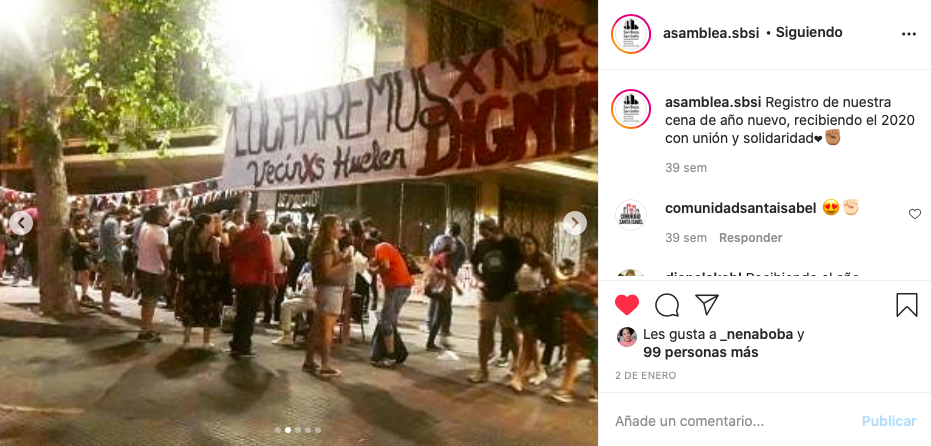 LUCHAREMOS X NUES
DIGNI
VecinXs Huelen
asamblea.sbsi • Siguiendo
asamblea.sbsi Registro de nuestra
cena de año nuevo, recibiendo el 2020
con unión y solidaridad❤✊🏽
39 sem
comunidadsantaisabel 😍✊🏻
39 sem Responder
Les gusta a _nenaboba y
99 personas más
2 DE ENERO
Añade un comentario...
Publicar